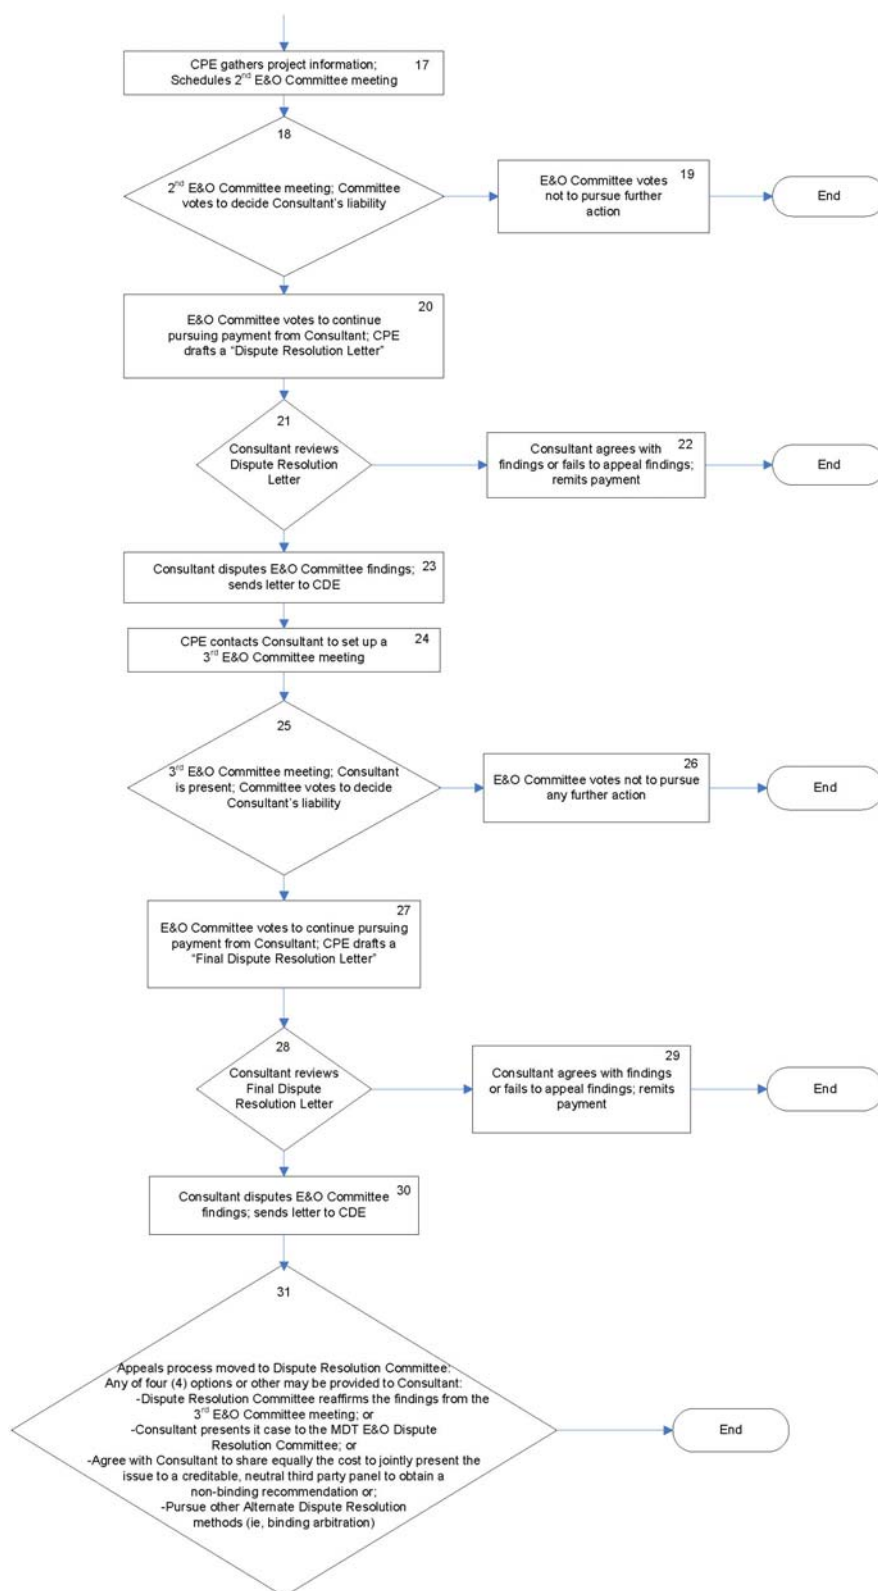 17
CPE gathers project information;
Schedules 2nd E&O Committee meeting
18
2nd E&O Committee meeting; Committee
votes to decide Consultant's liability
19
E&O Committee votes
not to pursue further
action
End
20
E&O Committee votes to continue
pursuing payment from Consultant; CPE
drafts a "Dispute Resolution Letter"
21
Consultant reviews
Dispute Resolution
Letter
22
Consultant agrees with
findings or fails to appeal findings;
remits payment
End
Consultant disputes E&O Committee findings; 23
sends letter to CDE
24
CPE contacts Consultant to set up a
3rd E&O Committee meeting
25
3rd E&O Committee meeting; Consultant
is present; Committee votes to decide
Consultant's liability
26
E&O Committee votes not to pursue
any further action
End
27
E&O Committee votes to continue pursuing
payment from Consultant; CPE drafts a
"Final Dispute Resolution Letter"
28
Consultant reviews
Final Dispute
Resolution Letter
29
Consultant agrees with findings
or fails to appeal findings; remits
payment
End
30
Consultant disputes E&O Committee
findings; sends letter to CDE
31
Appeals process moved to Dispute Resolution Committee:
Any of four (4) options or other may be provided to Consultant:
-Dispute Resolution Committee reaffirms the findings from the
3rd E&O Committee meeting; or
-Consultant presents it case to the MDT E&O Dispute
Resolution Committee; or
-Agree with Consultant to share equally the cost to jointly present the
issue to a creditable, neutral third party panel to obtain a
non-binding recommendation or;
-Pursue other Alternate Dispute Resolution
methods (ie, binding arbitration)
End